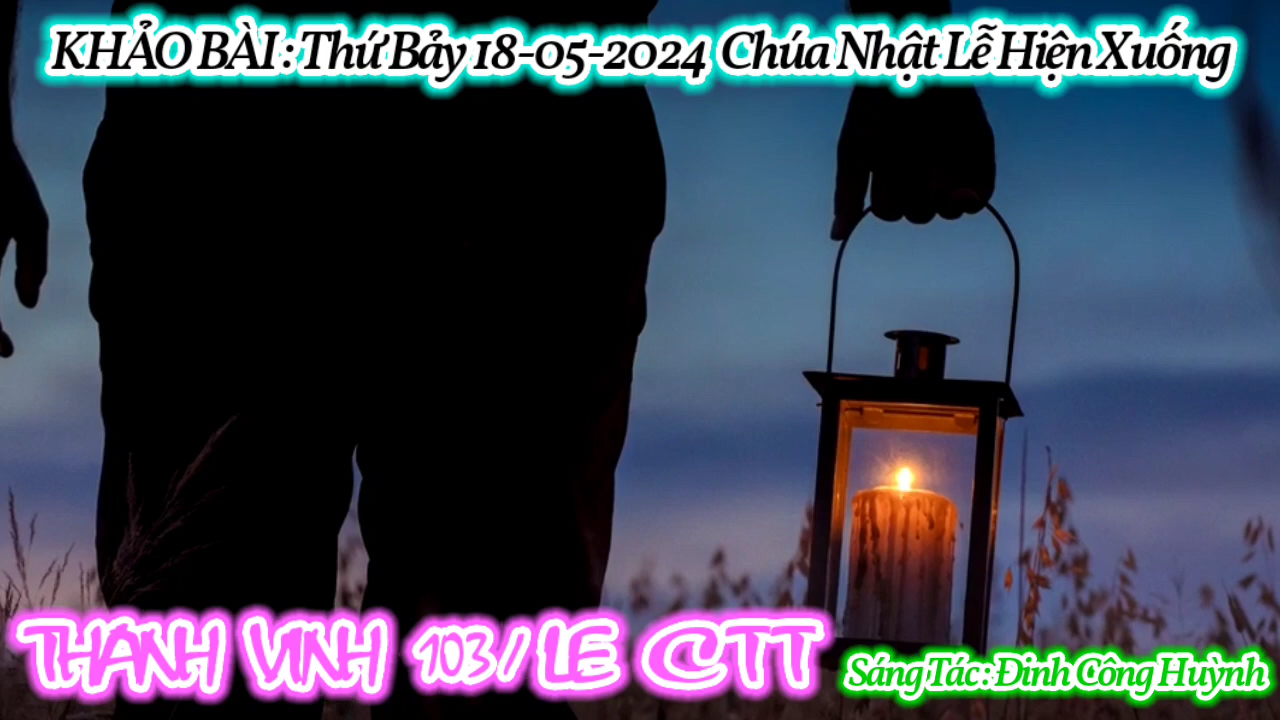 KHẢO BÀI : Thứ Bảy 18-05-2024 Chúa Nhật Lễ Hiện Xuống
THÁNH VINH 103 / LE CTT
Sáng Tác : Đinh Công Huỳnh